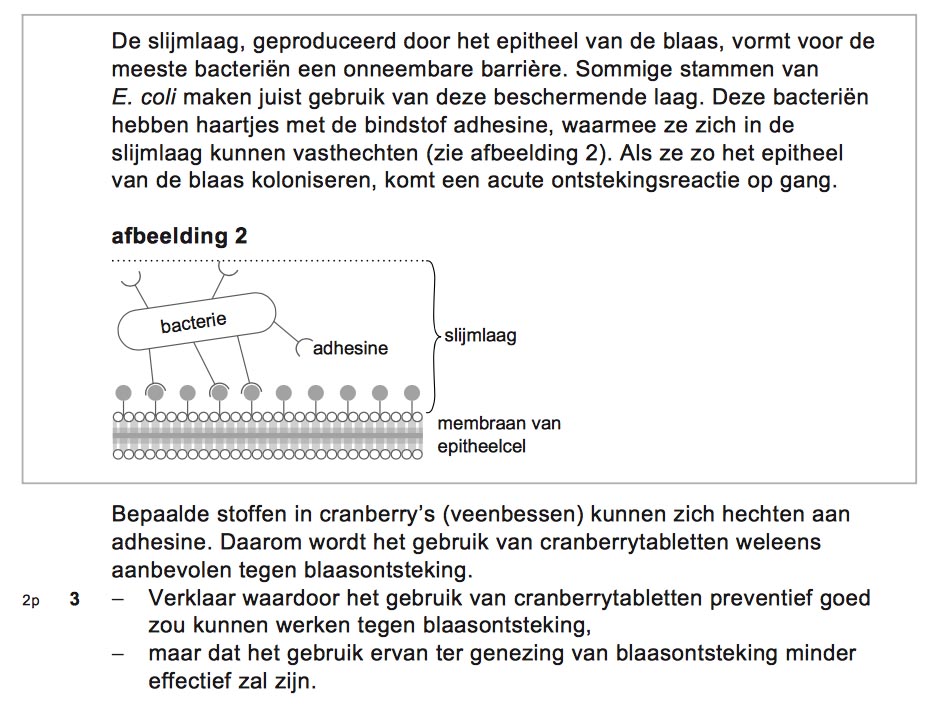 De slijmlaag, geproduceerd door het epitheel van de blaas, vormt voor de
meeste bacteriën een onneembare barrière. Sommige stammen van
E. coli maken juist gebruik van deze beschermende laag. Deze bacteriën
hebben haartjes met de bindstof adhesine, waarmee ze zich in de
slijmlaag kunnen vasthechten (zie afbeelding 2). Als ze zo het epitheel
van de blaas koloniseren, komt een acute ontstekingsreactie op gang.
afbeelding 2
bacterie
adhesine
slijmlaag
membraan van
epitheelcel
Bepaalde stoffen in cranberry's (veenbessen) kunnen zich hechten aan
adhesine. Daarom wordt het gebruik van cranberrytabletten weleens
aanbevolen tegen blaasontsteking.
2p 3 – Verklaar waardoor het gebruik van cranberrytabletten preventief goed
zou kunnen werken tegen blaasontsteking,
– maar dat het gebruik ervan ter genezing van blaasontsteking minder
effectief zal zijn.